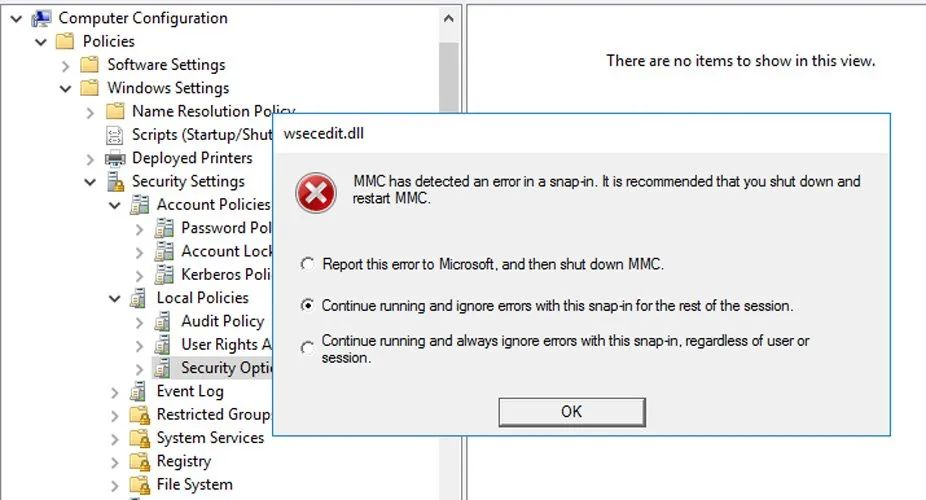 Computer Configuration
Policies
Software Settings
Windows Settings
Name Resolution Policy
Scripts (Startup/Shut
Deployed Printers
Security Settings
Account Policies
Password Pol
Account Lock
Kerberos Poli
Local Policies
Audit Policy
User Rights A
Security Optio
Event Log
Restricted Group
System Services
Registry
File System
There are no items to show in this view.
wsecedit.dll
MMC has detected an error in a snap-in. It is recommended that you shut down and
restart MMC.
Report this error to Microsoft, and then shut down MMC.
Continue running and ignore errors with this snap-in for the rest of the session.
Continue running and always ignore errors with this snap-in, regardless of user or
session.
OK